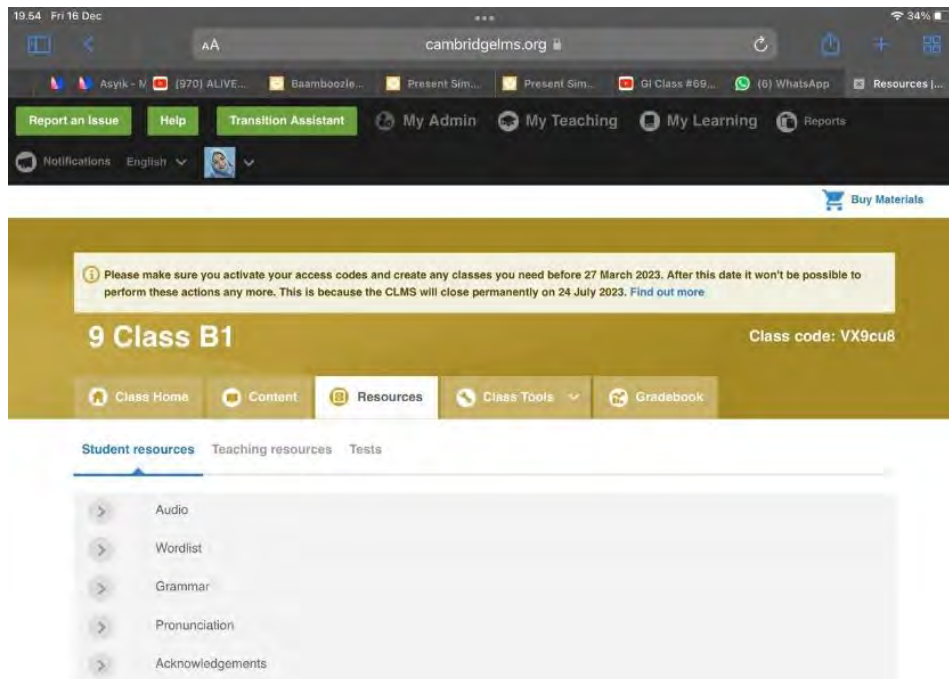 19.54 Fri 16 Dec
34%
AA
cambridgelms.org
Asyik - N
(970) ALIVE...
Baamboozle...
Present Sim...
Present Sim...
GI Class #69...
(6) WhatsApp
Resources |...
Report an Issue
Help
Transition Assistant
My Admin
My Teaching
My Learning
Reports
Notifications
English
Buy Materials
Please make sure you activate your access codes and create any classes you need before 27 March 2023. After this date it won't be possible to
perform these actions any more. This is because the CLMS will close permanently on 24 July 2023. Find out more
9 Class B1
Class code: VX9cu8
Class Home
Content
Resources
Class Tools
Gradebook
Student resources
Teaching resources
Tests
Audio
Wordlist
Grammar
Pronunciation
Acknowledgements